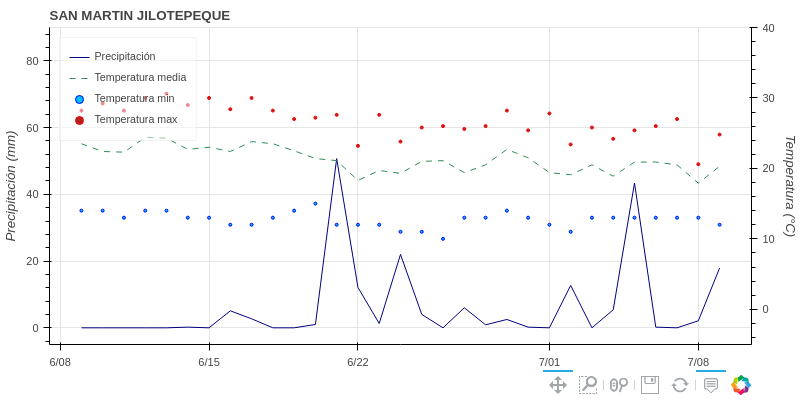 SAN MARTIN JILOTEPEQUE
Precipitación
Temperatura media
Temperatura min
Temperatura max
Precipitación (mm)
80
60
40
20
0
Temperatura (°C)
40
30
20
10
0
6/08
6/15
6/22
7/01
7/08